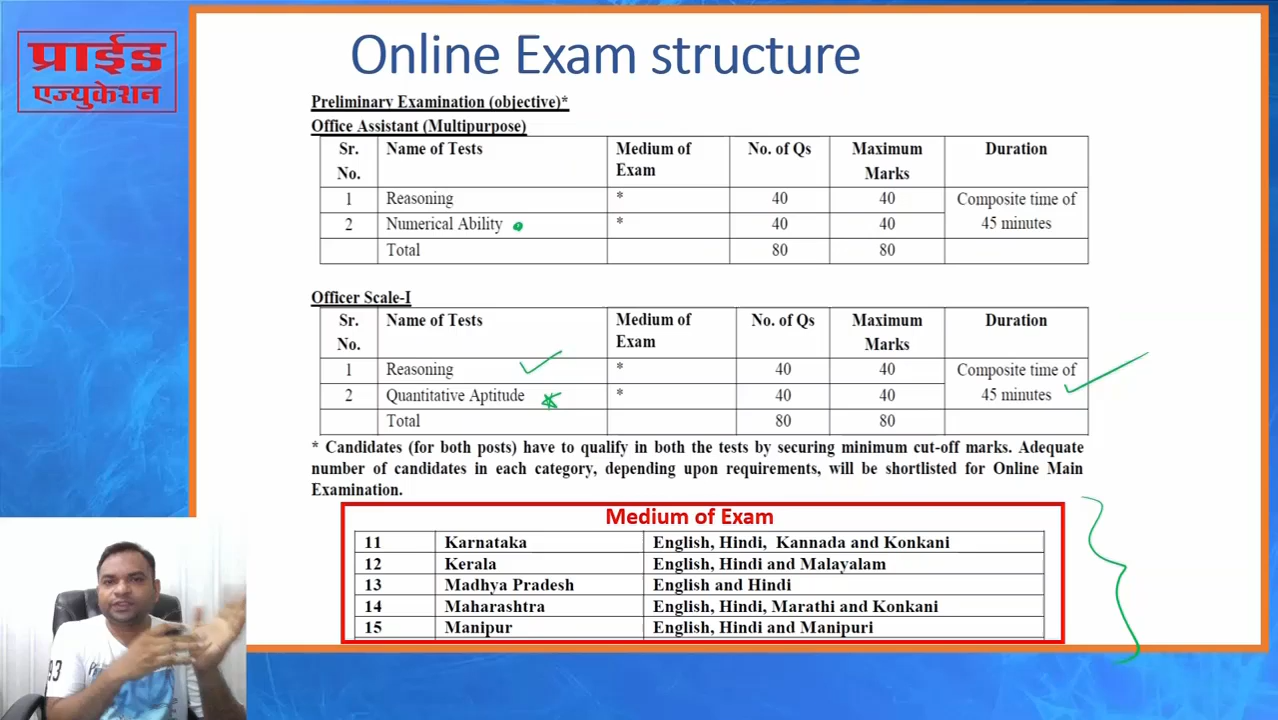 प्राईड
एज्युकेशन
Online Exam structure
Preliminary Examination (objective)*
Office Assistant (Multipurpose)
Sr. No. Name of Tests Medium of Exam No. of Qs Maximum Marks Duration
1 Reasoning * 40 40 Composite time of 45 minutes
2 Numerical Ability * 40 40
Total 80 80
Officer Scale-I
Sr. No. Name of Tests Medium of Exam No. of Qs Maximum Marks Duration
1 Reasoning * 40 40 Composite time of 45 minutes
2 Quantitative Aptitude * 40 40
Total 80 80
* Candidates (for both posts) have to qualify in both the tests by securing minimum cut-off marks. Adequate
number of candidates in each category, depending upon requirements, will be shortlisted for Online Main
Examination.
Medium of Exam
11 Karnataka English, Hindi, Kannada and Konkani
12 Kerala English, Hindi and Malayalam
13 Madhya Pradesh English and Hindi
14 Maharashtra English, Hindi, Marathi and Konkani
15 Manipur English, Hindi and Manipuri
93